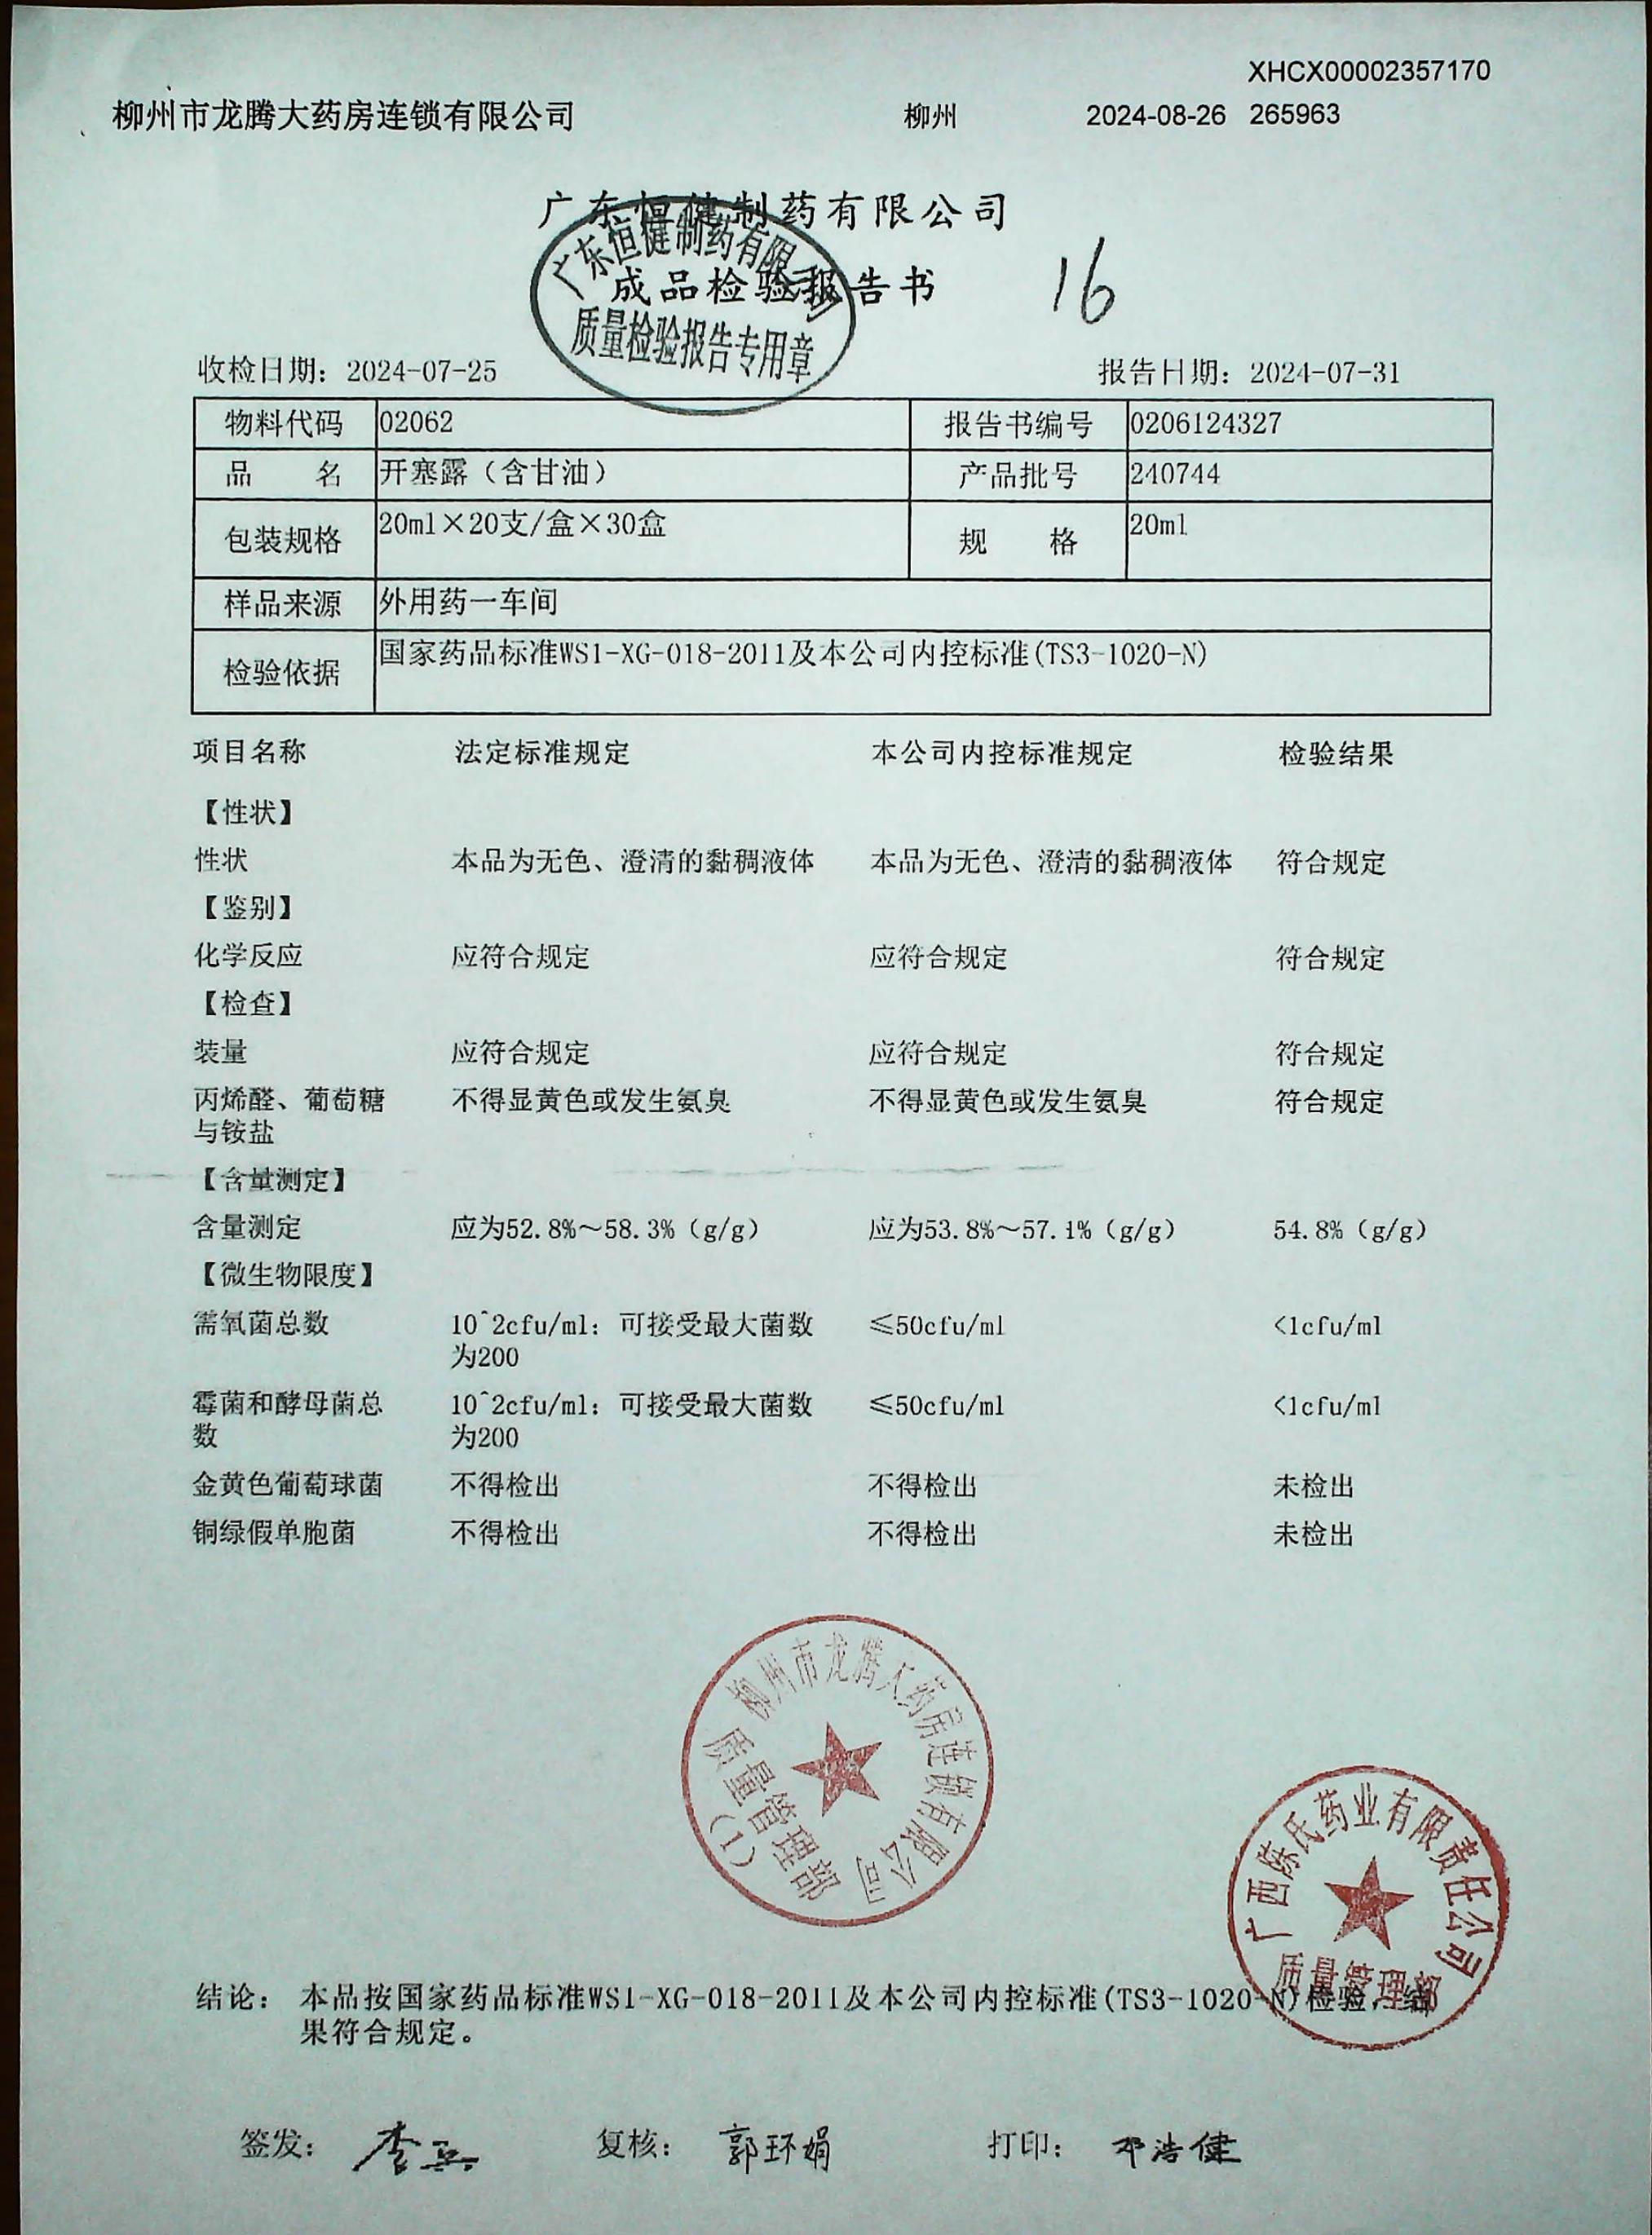 XHCX00002357170
柳州市龙腾大药房连锁有限公司 柳州 2024-08-26 265963
广东恒健制药有限公司
成品检验报告书 16
广东恒健制药有限公司
质量检验报告专用章
收检日期：2024-07-25 报告日期：2024-07-31
物料代码 02062 报告书编号 0206124327
品名 开塞露（含甘油） 产品批号 240744
包装规格 20ml×20支/盒×30盒 规格 20ml
样品来源 外用药一车间
检验依据 国家药品标准WS1-XG-018-2011及本公司内控标准(TS3-1020-N)
项目名称 法定标准规定 本公司内控标准规定 检验结果
【性状】
性状 本品为无色、澄清的黏稠液体 本品为无色、澄清的黏稠液体 符合规定
【鉴别】
化学反应 应符合规定 应符合规定 符合规定
【检查】
装量 应符合规定 应符合规定 符合规定
丙烯醛、葡萄糖 不得显黄色或发生氨臭 不得显黄色或发生氨臭 符合规定
与铵盐
【含量测定】
含量测定 应为52.8%～58.3%（g/g） 应为53.8%～57.1%（g/g） 54.8%（g/g）
【微生物限度】
需氧菌总数 10^2cfu/ml：可接受最大菌数 ≤50cfu/ml <1cfu/ml
为200
霉菌和酵母菌总 10^2cfu/ml：可接受最大菌数 ≤50cfu/ml <1cfu/ml
数 为200
金黄色葡萄球菌 不得检出 不得检出 未检出
铜绿假单胞菌 不得检出 不得检出 未检出
柳州市龙腾大药房连锁有限公司
质量管理部
（1）
广西陈氏药业有限责任公司
质量管理部
结论： 本品按国家药品标准WS1-XG-018-2011及本公司内控标准(TS3-1020-N)检验，结
果符合规定。
签发： 复核： 郭环娟 打印： 邓浩健